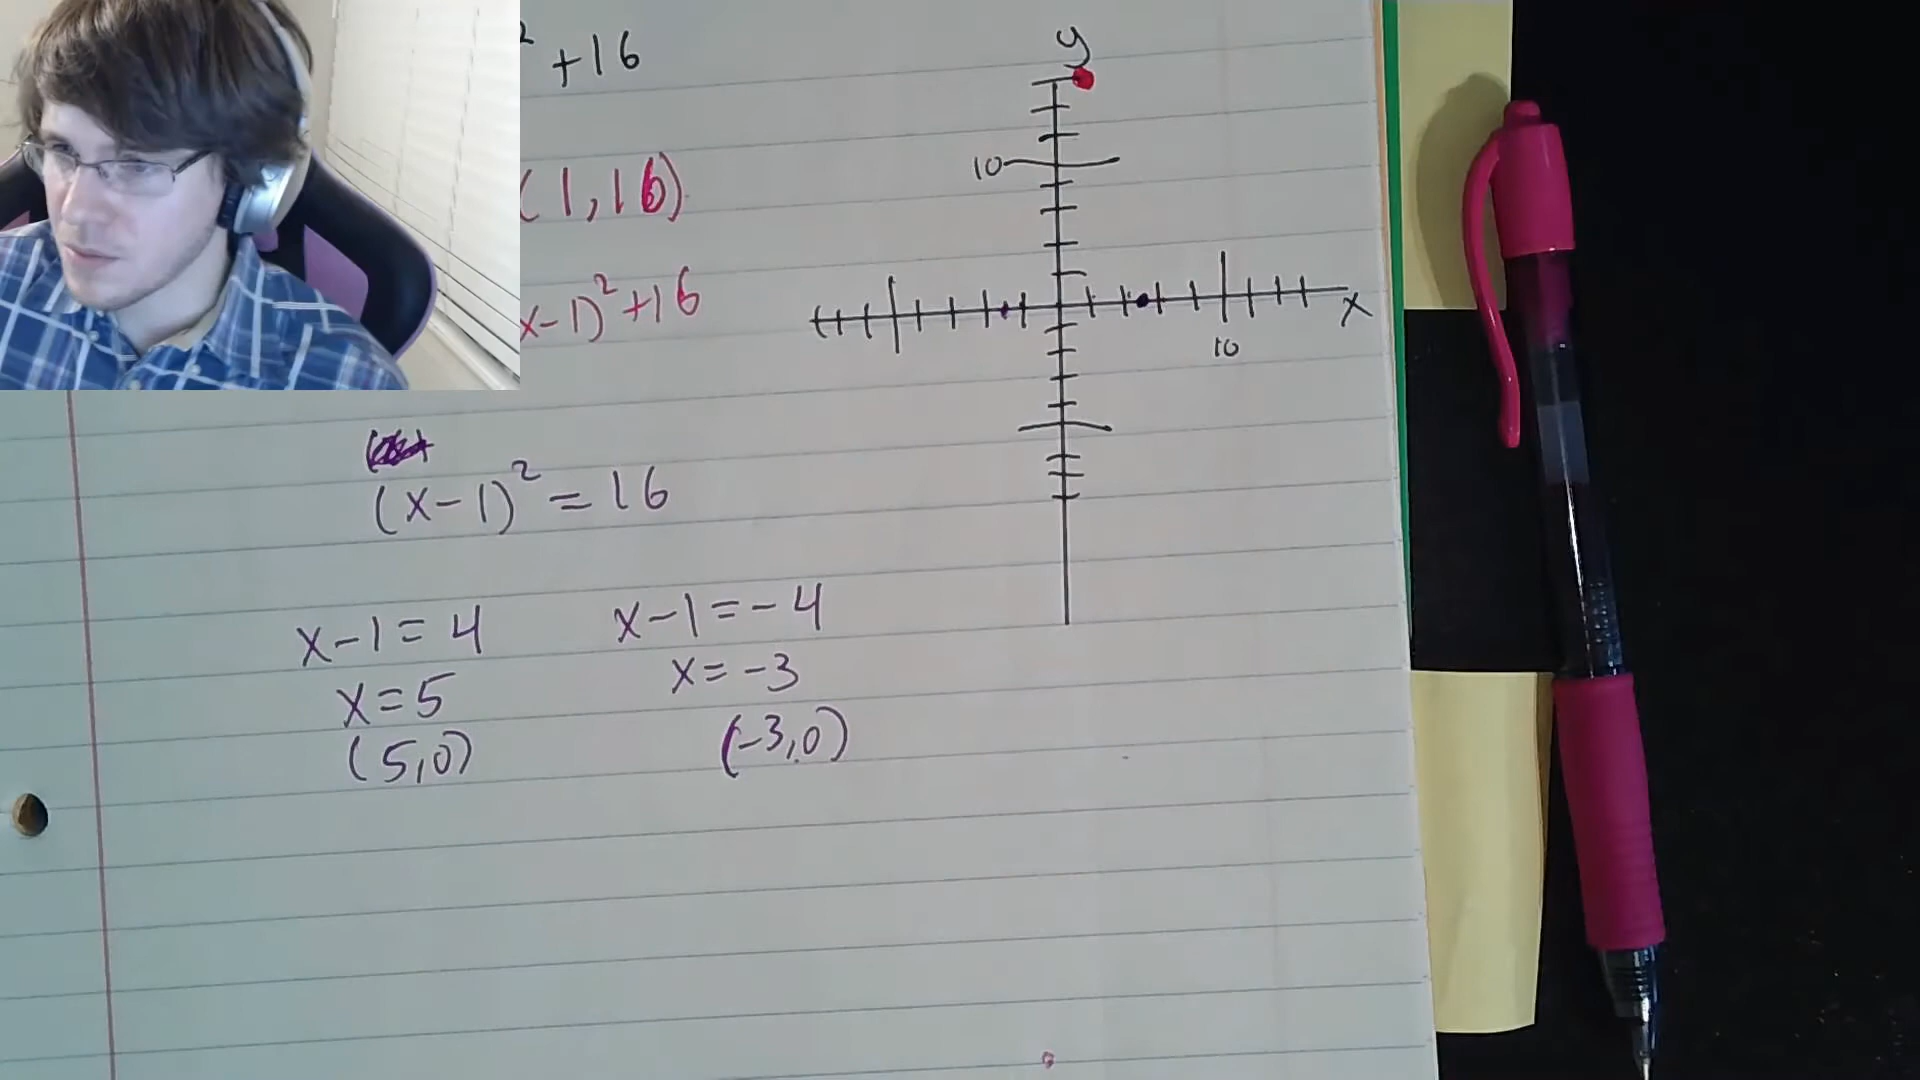 ² +16
y
(1,16)
10
x-1)² +16
x
10
(x-1)² = 16
x-1 = 4
x-1 = -4
x = 5
x = -3
(5,0)
(-3,0)